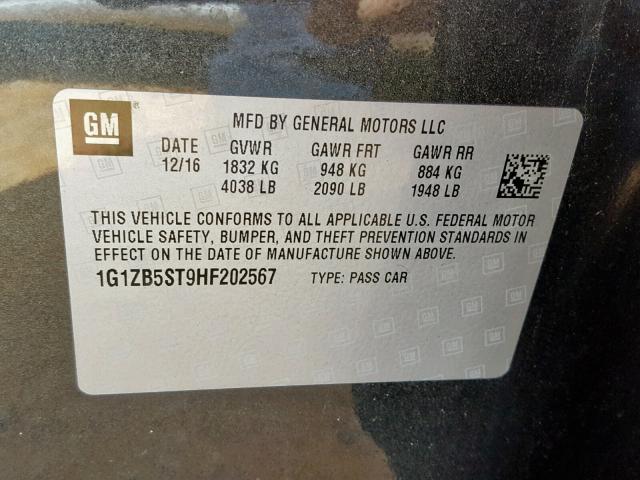 GM
MFD BY GENERAL MOTORS LLC
DATE GVWR GAWR FRT GAWR RR
12/16 1832 KG 948 KG 884 KG
4038 LB 2090 LB 1948 LB
THIS VEHICLE CONFORMS TO ALL APPLICABLE U.S. FEDERAL MOTOR
VEHICLE SAFETY, BUMPER, AND THEFT PREVENTION STANDARDS IN
EFFECT ON THE DATE OF MANUFACTURE SHOWN ABOVE.
1G1ZB5ST9HF202567 TYPE: PASS CAR